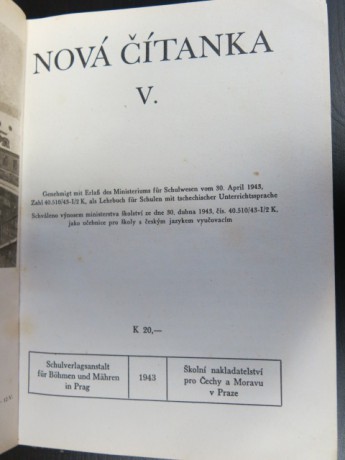 NOVÁ ČÍTANKA
V.
Genehmigt mit Erlaß des Ministeriums für Schulwesen vom 30. April 1943,
Zahl 40.510/43-I/2 K, als Lehrbuch für Schulen mit tschechischer Unterrichtssprache
Schváleno výnosem ministerstva školství ze dne 30. dubna 1943, čís. 40.510/43-I/2 K,
jako učebnice pro školy s českým jazykem vyučovacím
K 20,—
Schulverlagsanstalt
für Böhmen und Mähren
in Prag
1943
Školní nakladatelství
pro Čechy a Moravu
v Praze